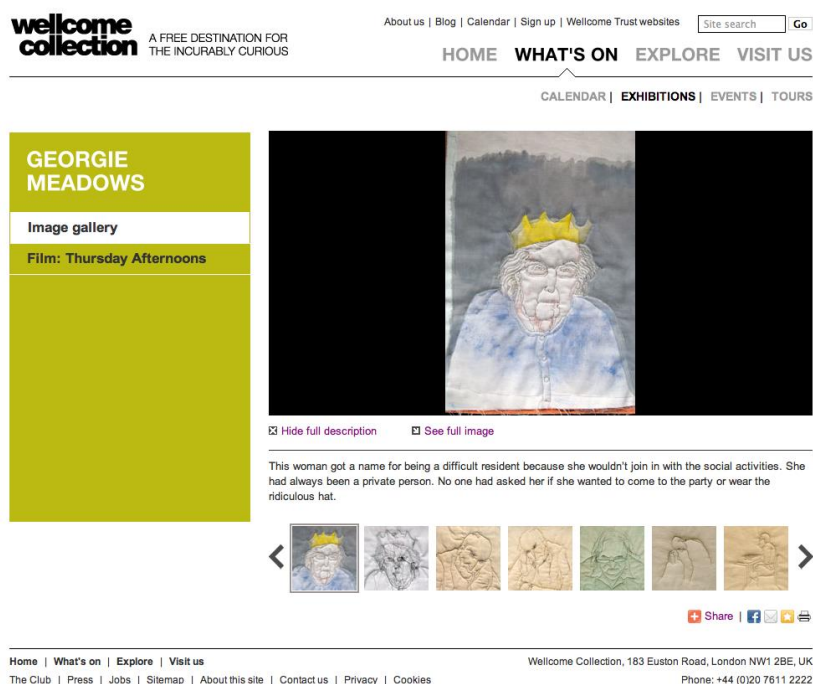 wellcome
collection
A FREE DESTINATION FOR
THE INCURABLY CURIOUS
About us | Blog | Calendar | Sign up | Wellcome Trust websites
Site search
Go
HOME WHAT'S ON EXPLORE VISIT US
CALENDAR | EXHIBITIONS | EVENTS | TOURS
GEORGIE
MEADOWS
Image gallery
Film: Thursday Afternoons
Hide full description
See full image
This woman got a name for being a difficult resident because she wouldn't join in with the social activities. She
had always been a private person. No one had asked her if she wanted to come to the party or wear the
ridiculous hat.
Share |
Home | What's on | Explore | Visit us
Wellcome Collection, 183 Euston Road, London NW1 2BE, UK
The Club | Press | Jobs | Sitemap | About this site | Contact us | Privacy | Cookies
Phone: +44 (0)20 7611 2222